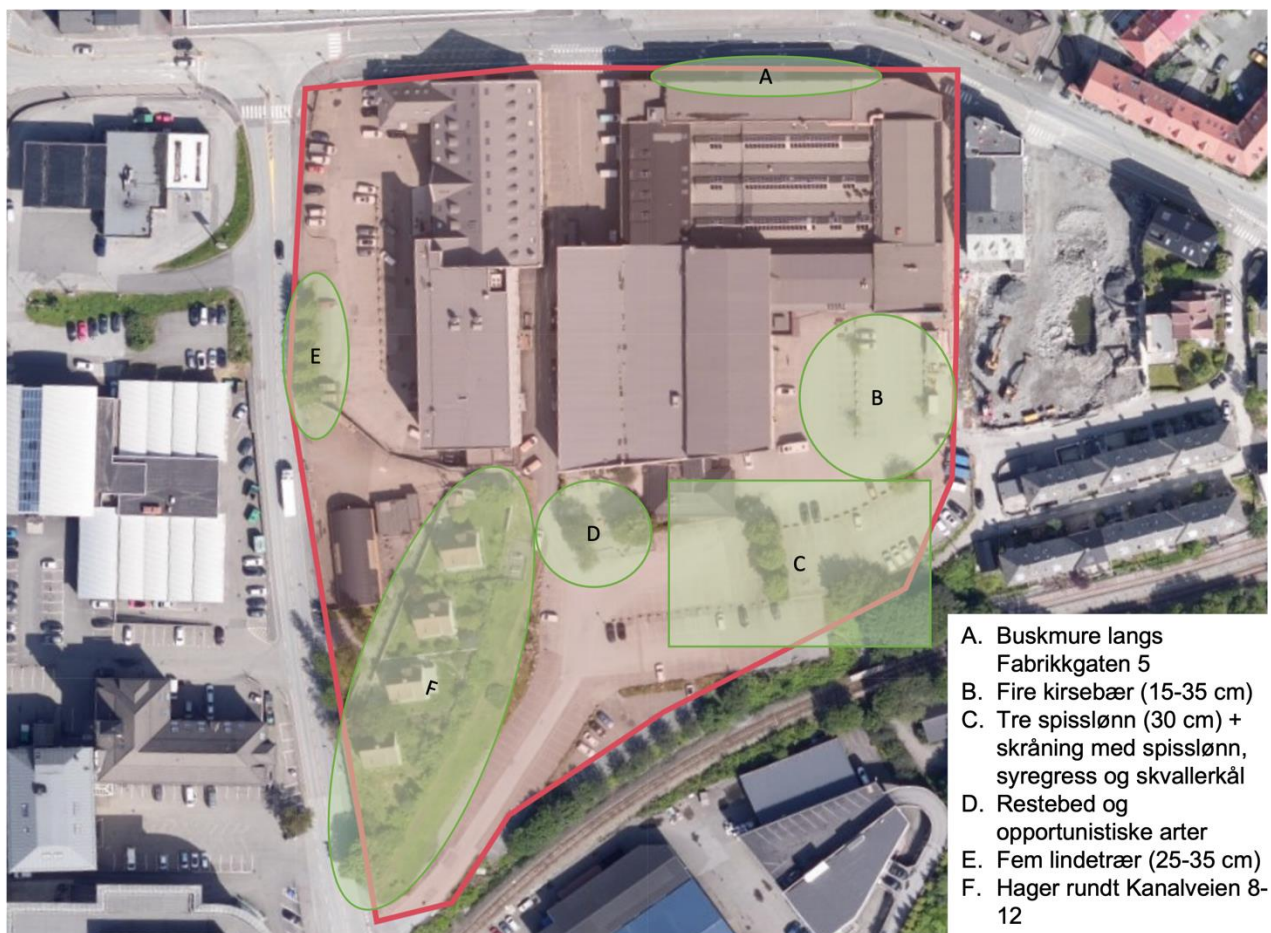 A
E
B
D
C
F
A. Buskmure langs
Fabrikkgaten 5
B. Fire kirsebær (15-35 cm)
C. Tre spisslønn (30 cm) +
skråning med spisslønn,
syregress og skvallerkål
D. Restebed og
opportunistiske arter
E. Fem lindetrær (25-35 cm)
F. Hager rundt Kanalveien 8-
12